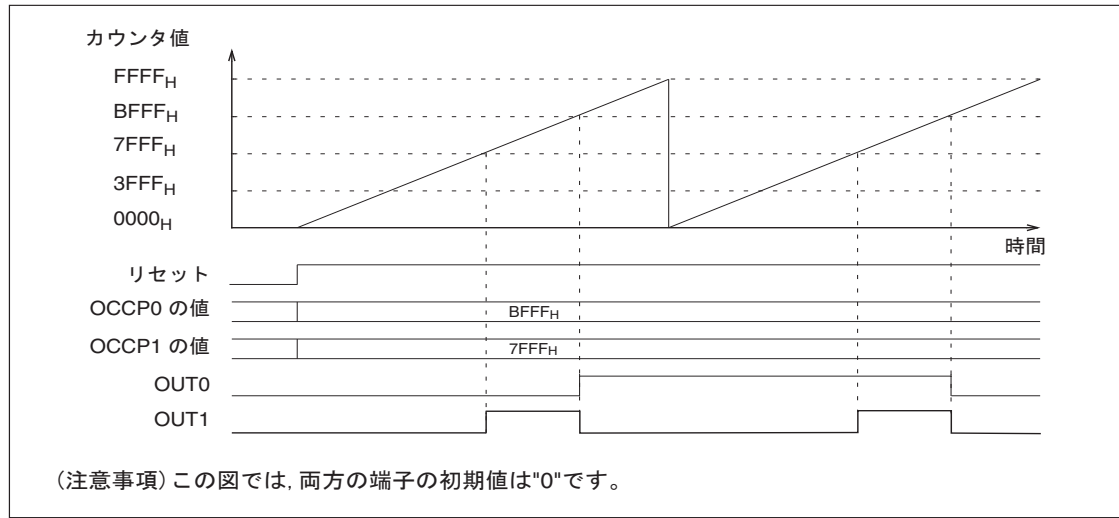 カウンタ値
FFFFH
BFFFH
7FFFH
3FFFH
0000H
時間
リセット
OCCP0 の値
BFFFH
OCCP1 の値
7FFFH
OUT0
OUT1
(注意事項) この図では, 両方の端子の初期値は"0"です。